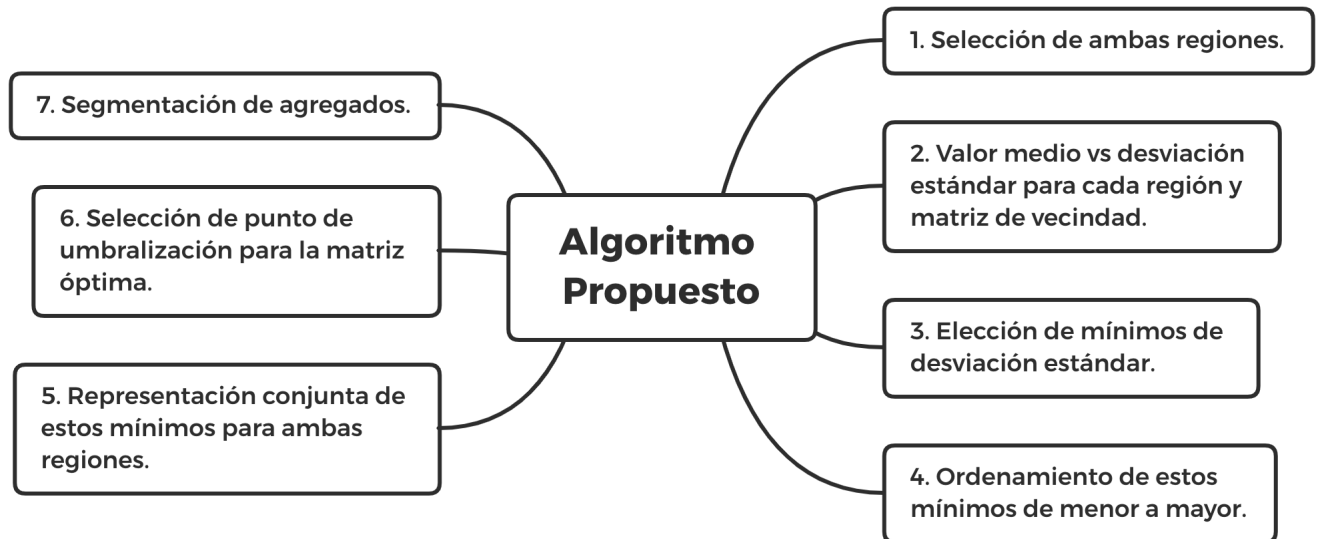 Algoritmo
Propuesto
1. Selección de ambas regiones.
2. Valor medio vs desviación
estándar para cada región y
matriz de vecindad.
3. Elección de mínimos de
desviación estándar.
4. Ordenamiento de estos
mínimos de menor a mayor.
5. Representación conjunta de
estos mínimos para ambas
regiones.
6. Selección de punto de
umbralización para la matriz
óptima.
7. Segmentación de agregados.